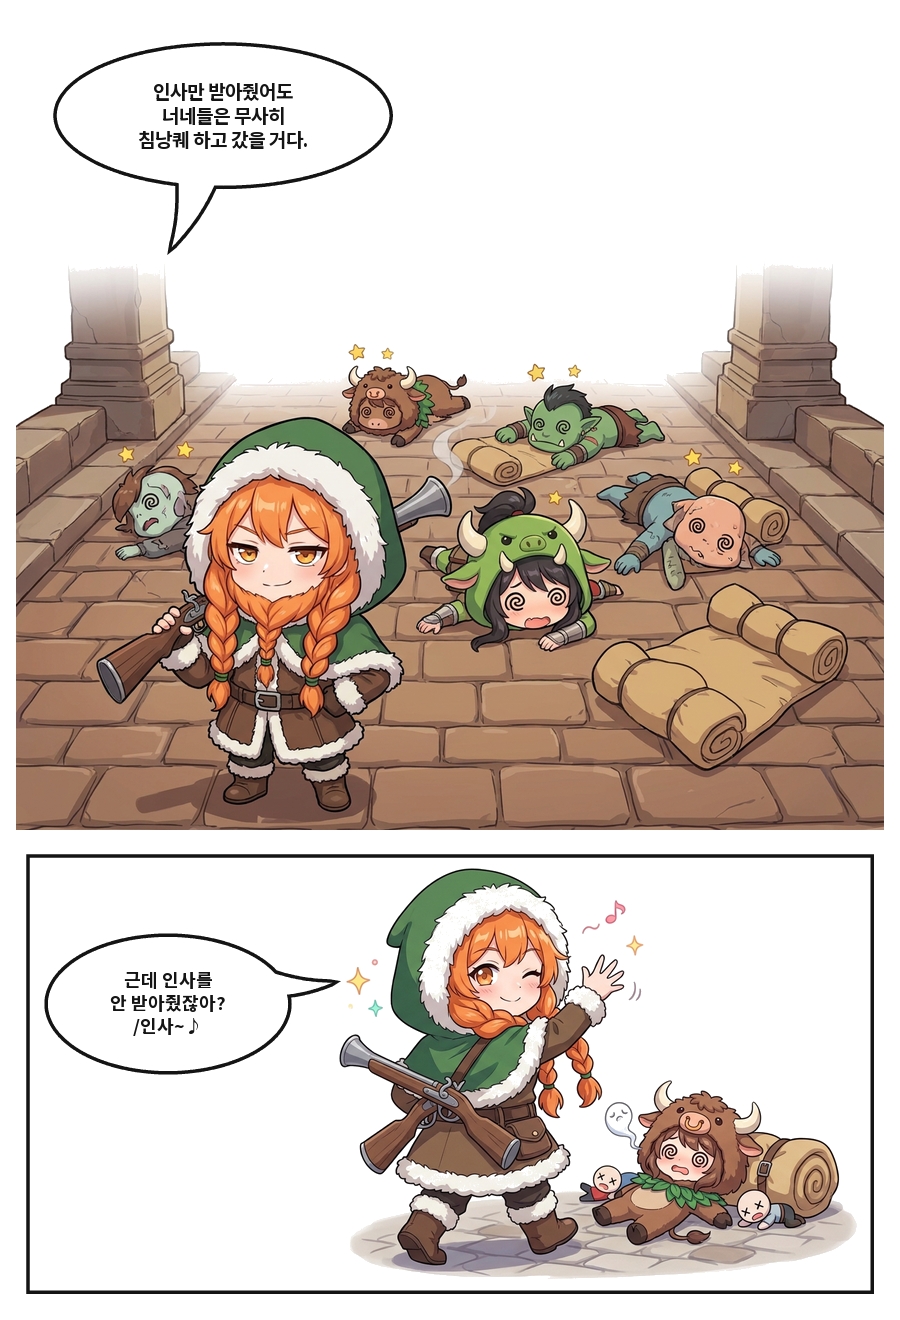 인사만 받아줬어도
너네들은 무사히
침낭퀘 하고 갔을 거다.
근데 인사를
안 받아줬잖아?
/인사~♪